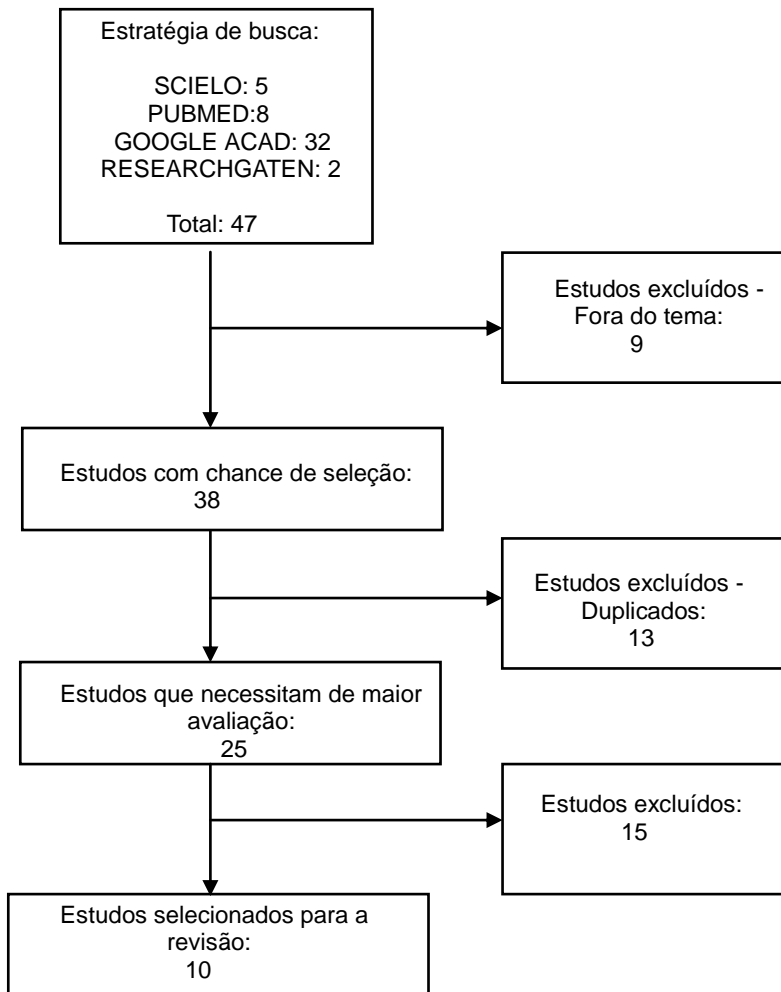 Estratégia de busca:
SCIELO: 5
PUBMED:8
GOOGLE ACAD: 32
RESEARCHGATEN: 2
Total: 47
Estudos excluídos -
Fora do tema:
9
Estudos com chance de seleção:
38
Estudos excluídos -
Duplicados:
13
Estudos que necessitam de maior
avaliação:
25
Estudos excluídos:
15
Estudos selecionados para a
revisão:
10